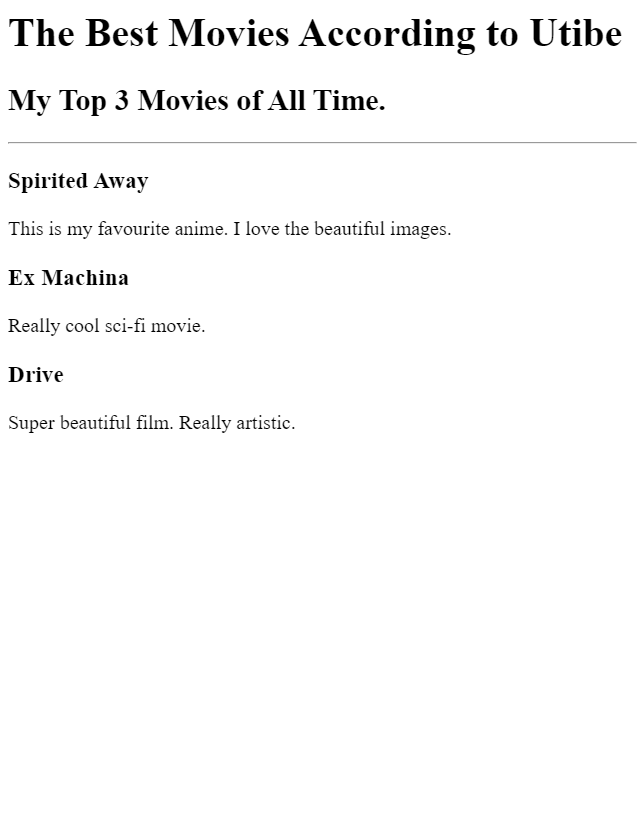 The Best Movies According to Utibe
My Top 3 Movies of All Time.
Spirited Away
This is my favourite anime. I love the beautiful images.
Ex Machina
Really cool sci-fi movie.
Drive
Super beautiful film. Really artistic.